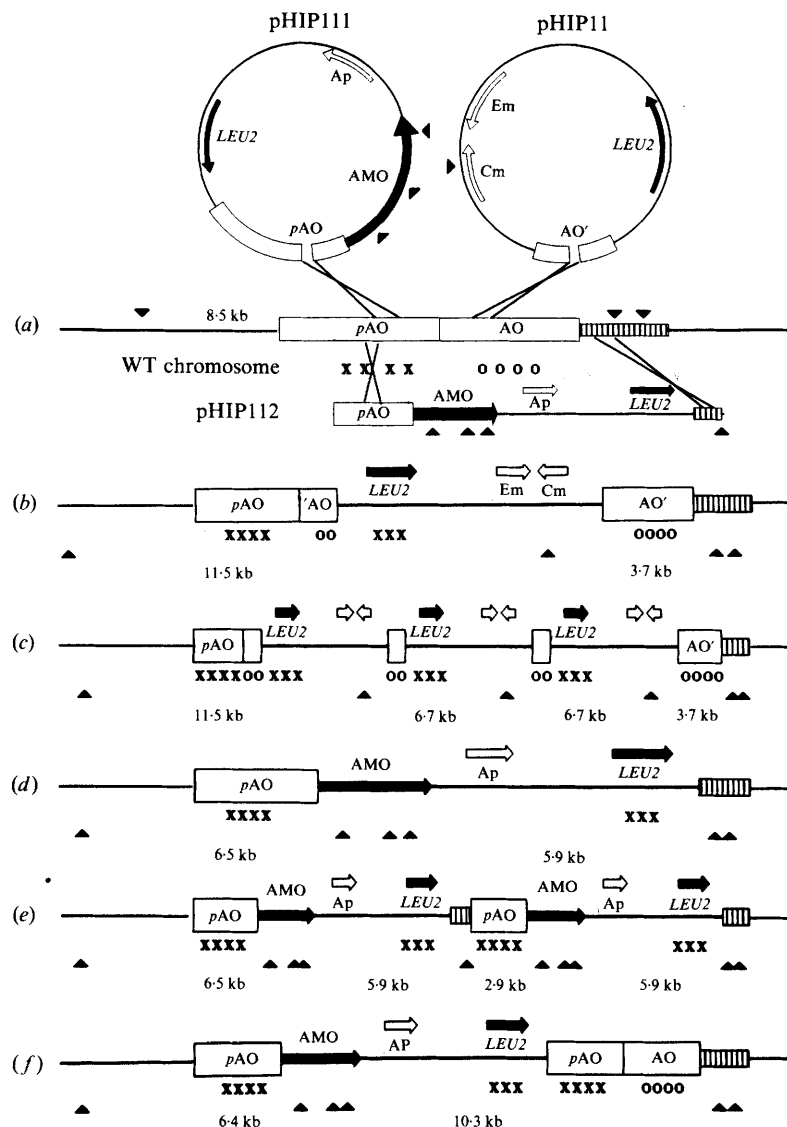 pHIP111 pHIP11
Ap
Em
LEU2
AMO
LEU2
Cm
pAO
AO′
(a) 8·5 kb
pAO AO
WT chromosome x x x x o o o o
AMO LEU2
pHIP112 pAO Ap
(b) LEU2 Em Cm
pAO ′AO AO′
xxxx oo xxx oooo
11·5 kb 3·7 kb
(c) pAO LEU2 LEU2 LEU2 AO′
xxxxoo xxx oo xxx oo xxx oooo
11·5 kb 6·7 kb 6·7 kb 3·7 kb
(d) pAO AMO Ap LEU2
xxxx xxx
6·5 kb 5·9 kb
(e) pAO AMO Ap LEU2 pAO AMO Ap LEU2
xxxx xxx xxxx xxx
6·5 kb 5·9 kb 2·9 kb 5·9 kb
(f) pAO AMO AP LEU2 pAO AO
xxxx xxx xxxx oooo
6·4 kb 10·3 kb